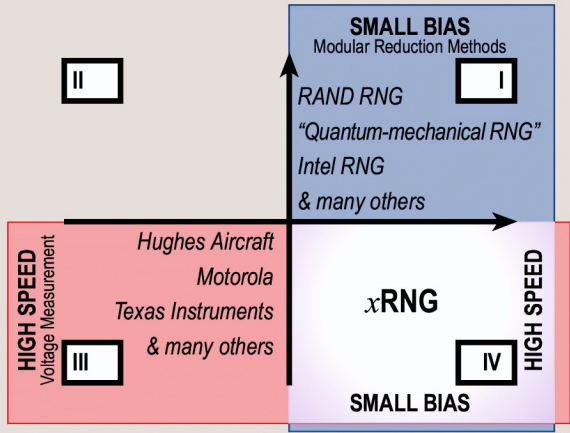 SMALL BIAS
Modular Reduction Methods
II
I
RAND RNG
“Quantum-mechanical RNG”
Intel RNG
& many others
Hughes Aircraft
Motorola
Texas Instruments
& many others
HIGH SPEED
Voltage Measurement
III
xRNG
IV
HIGH SPEED
SMALL BIAS